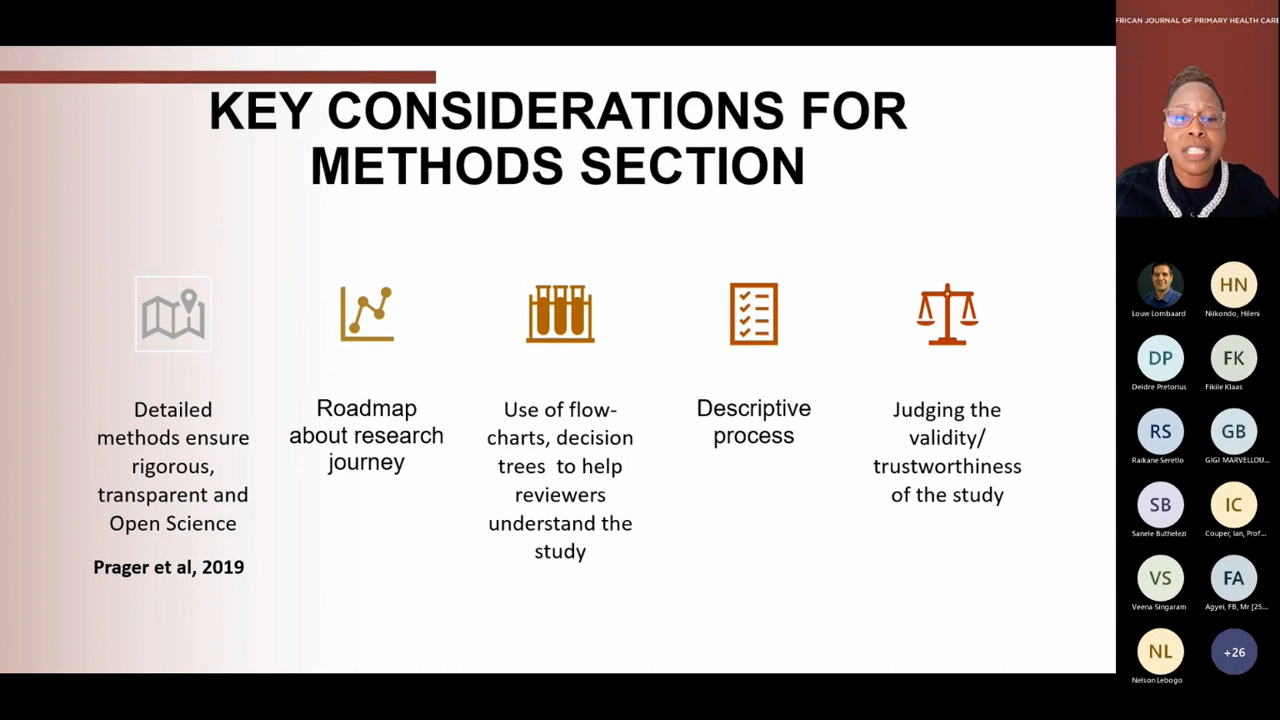 FRICAN JOURNAL OF PRIMARY HEALTH CARE
KEY CONSIDERATIONS FOR
METHODS SECTION
Detailed
methods ensure
rigorous,
transparent and
Open Science
Prager et al, 2019
Roadmap
about research
journey
Use of flow-
charts, decision
trees to help
reviewers
understand the
study
Descriptive
process
Judging the
validity/
trustworthiness
of the study
Louw Lombaard
HN
Niikondo, Hileni
DP
Deidre Pretorius
FK
Fikile Klaas
RS
Raikane Seretlo
GB
GIGI MARVELLOU...
SB
Sanele Buthelezi
IC
Couper, Ian, Prof...
VS
Veena Singaram
FA
Agyei, FB, Mr [25...
NL
Nelson Lebogo
+26